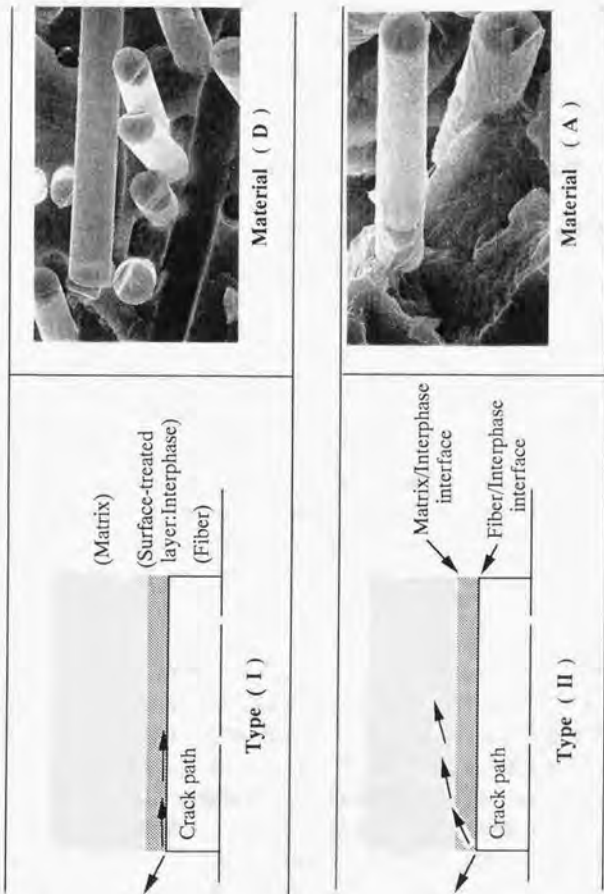 (Matrix)
(Surface-treated
layer:Interphase)
(Fiber)
Crack path
Type ( I )
Material ( D )
Matrix/Interphase
interface
Fiber/Interphase
interface
Crack path
Type ( II )
Material ( A )